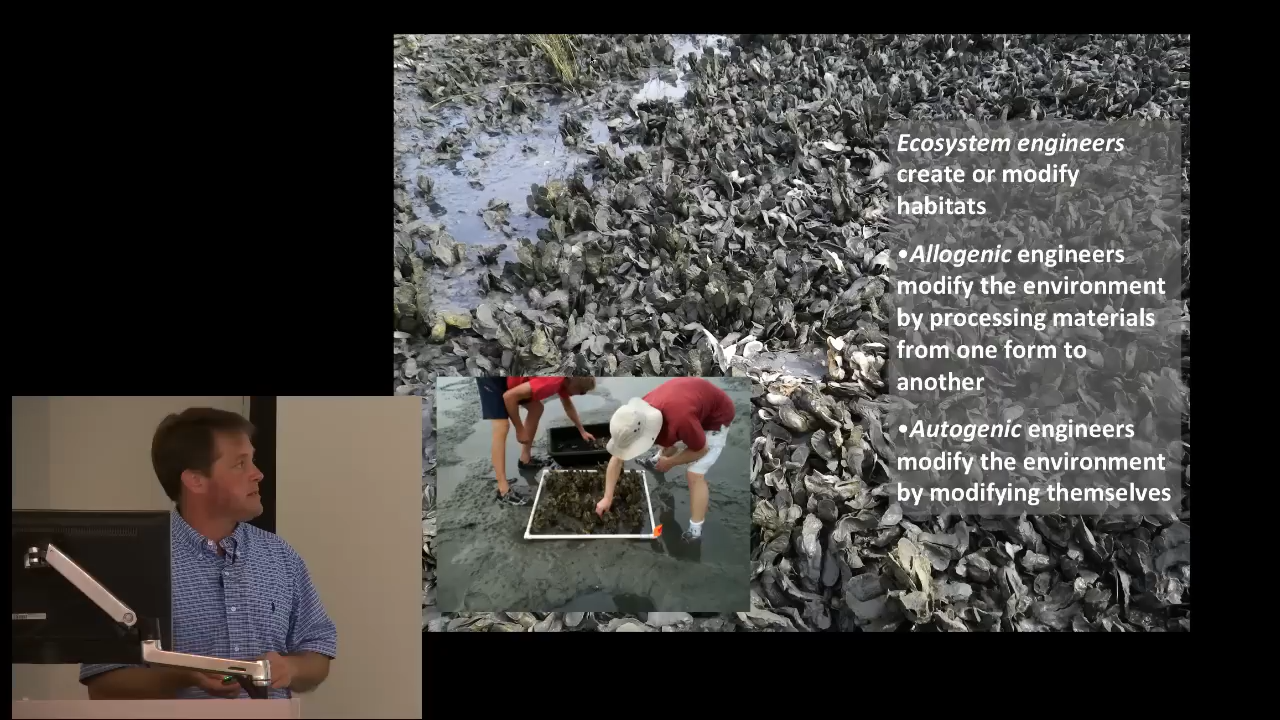 Ecosystem engineers
create or modify
habitats
•Allogenic engineers
modify the environment
by processing materials
from one form to
another
•Autogenic engineers
modify the environment
by modifying themselves